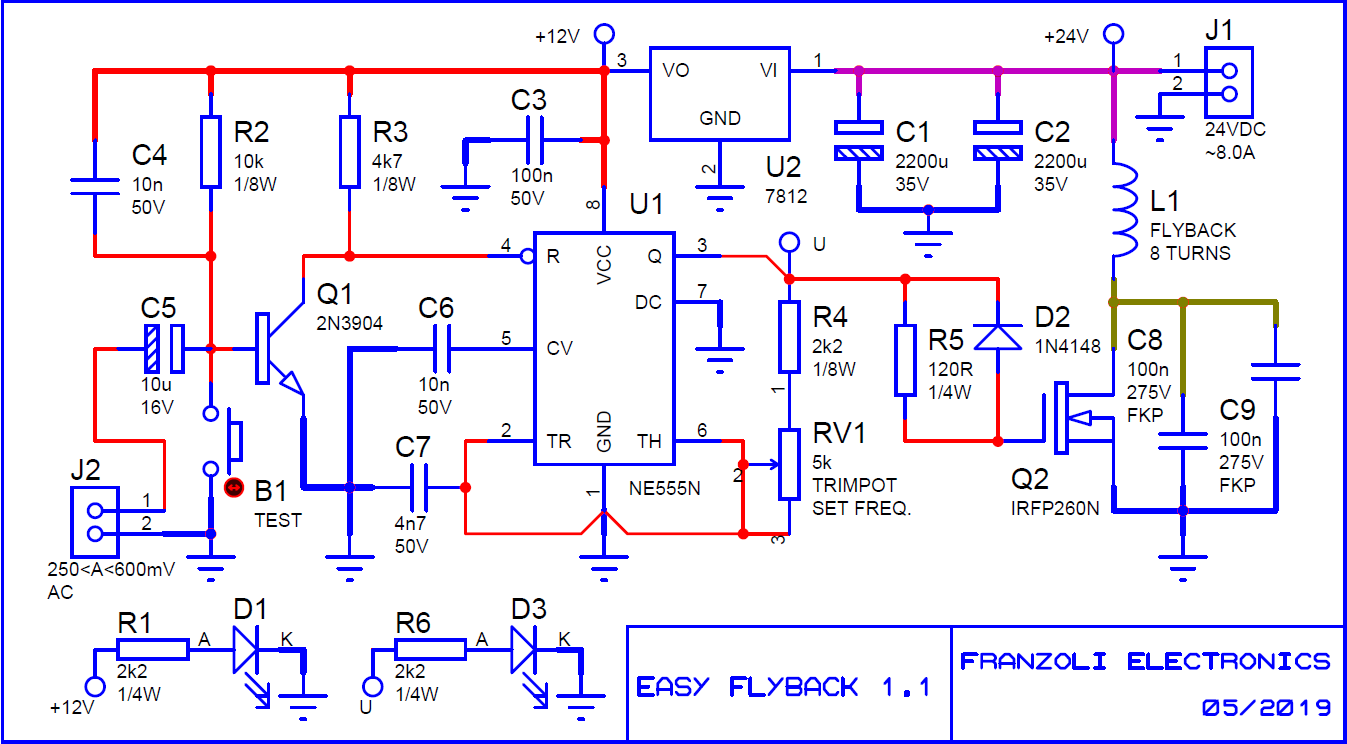 +12V
+24V
J1
3
VO
VI
1
1
2
GND
24VDC
~8.0A
C3
100n
50V
2
U2
7812
C1
2200u
35V
C2
2200u
35V
R2
10k
1/8W
R3
4k7
1/8W
C4
10n
50V
L1
FLYBACK
8 TURNS
8
U1
4
R
VCC
Q
3
U
DC
7
Q1
2N3904
C5
10u
16V
C6
10n
50V
5
CV
R4
2k2
1/8W
R5
120R
1/4W
D2
1N4148
C8
100n
275V
FKP
1
C9
100n
275V
FKP
2
TR
GND
TH
6
RV1
5k
TRIMPOT
SET FREQ.
2
3
C7
4n7
50V
1
NE555N
Q2
IRFP260N
J2
1
2
B1
TEST
250<A<600mV
AC
R1
2k2
1/4W
A
D1
K
+12V
R6
2k2
1/4W
A
D3
K
U
EASY FLYBACK 1.1
FRANZOLI ELECTRONICS
05/2019